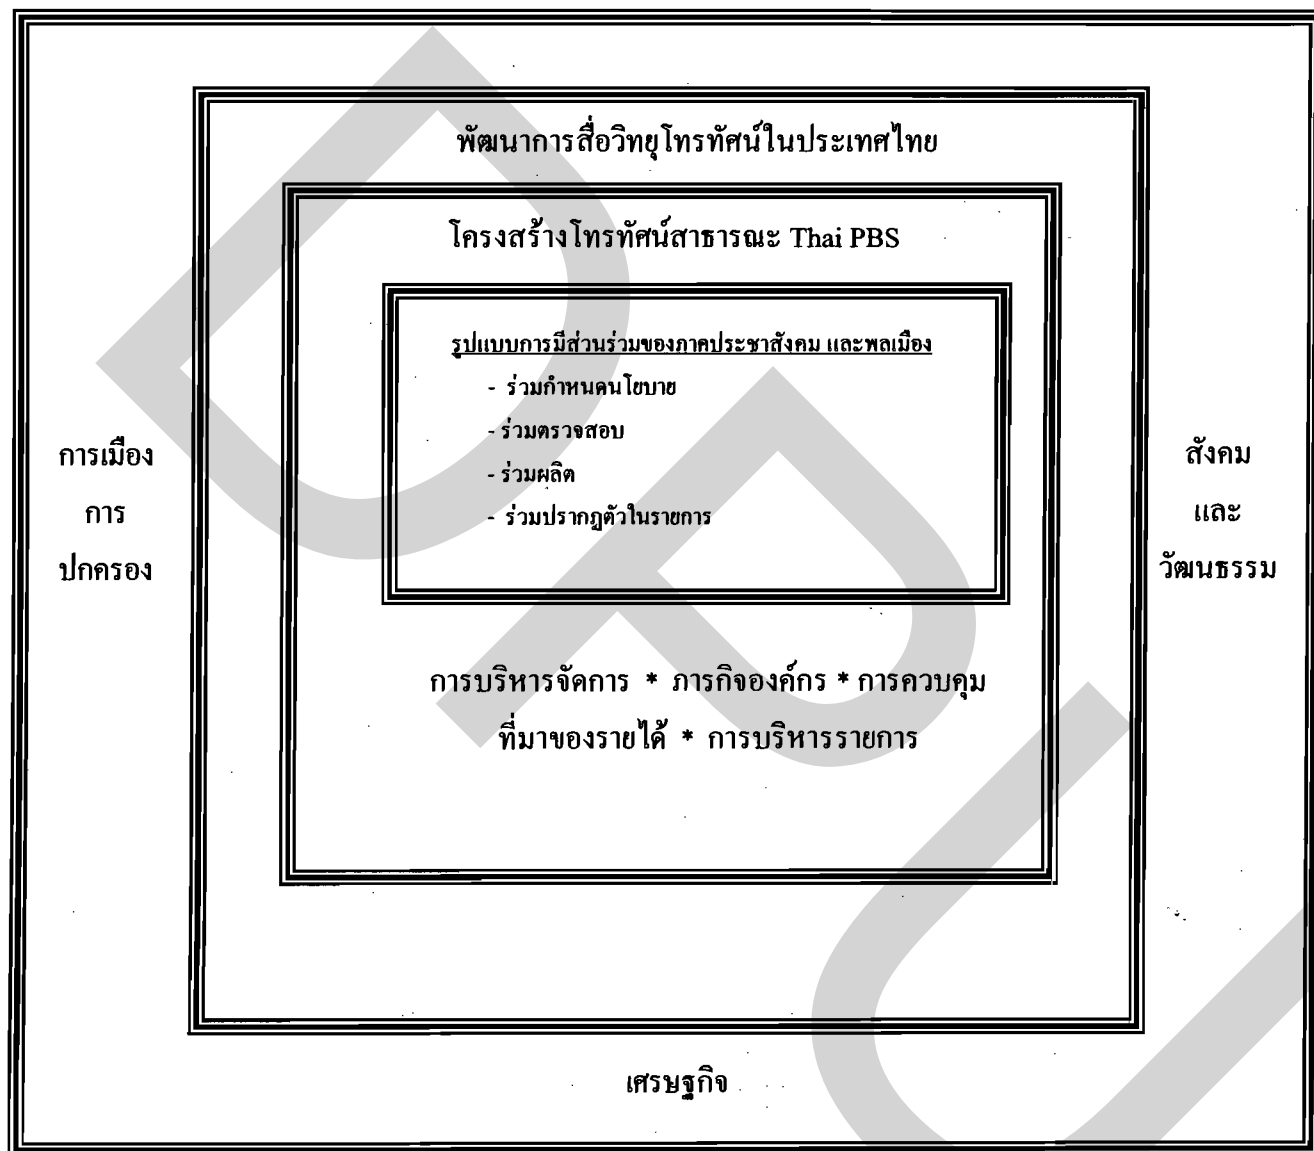 พัฒนาการสื่อวิทยุโทรทัศน์ในประเทศไทย
โครงสร้างโทรทัศน์สาธารณะ Thai PBS
รูปแบบการมีส่วนร่วมของภาคประชาสังคม และพลเมือง
- ร่วมกำหนดนโยบาย
- ร่วมตรวจสอบ
- ร่วมผลิต
- ร่วมปรากฏตัวในรายการ
การเมือง
การ
ปกครอง
สังคม
และ
วัฒนธรรม
การบริหารจัดการ * ภารกิจองค์กร * การควบคุม
ที่มาของรายได้ * การบริหารรายการ
เศรษฐกิจ
DPU